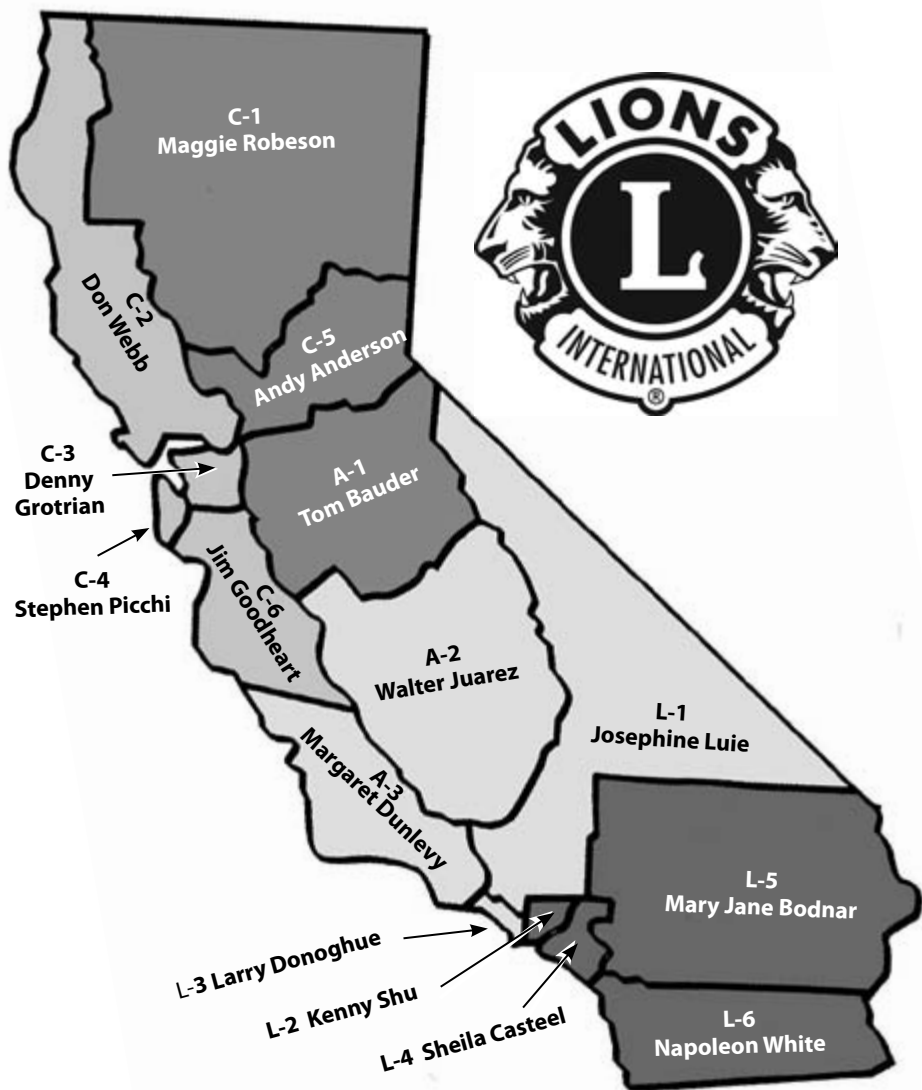 C-1
Maggie Robeson
LIONS
L
INTERNATIONAL
®
C-2
Don Webb
C-5
Andy Anderson
C-3
Denny
Grotrian
A-1
Tom Bauder
C-4
Stephen Picchi
C-6
Jim Goodheart
A-2
Walter Juarez
L-1
Josephine Luie
A-3
Margaret Dunlevy
L-5
Mary Jane Bodnar
L-3 Larry Donoghue
L-2 Kenny Shu
L-4 Sheila Casteel
L-6
Napoleon White